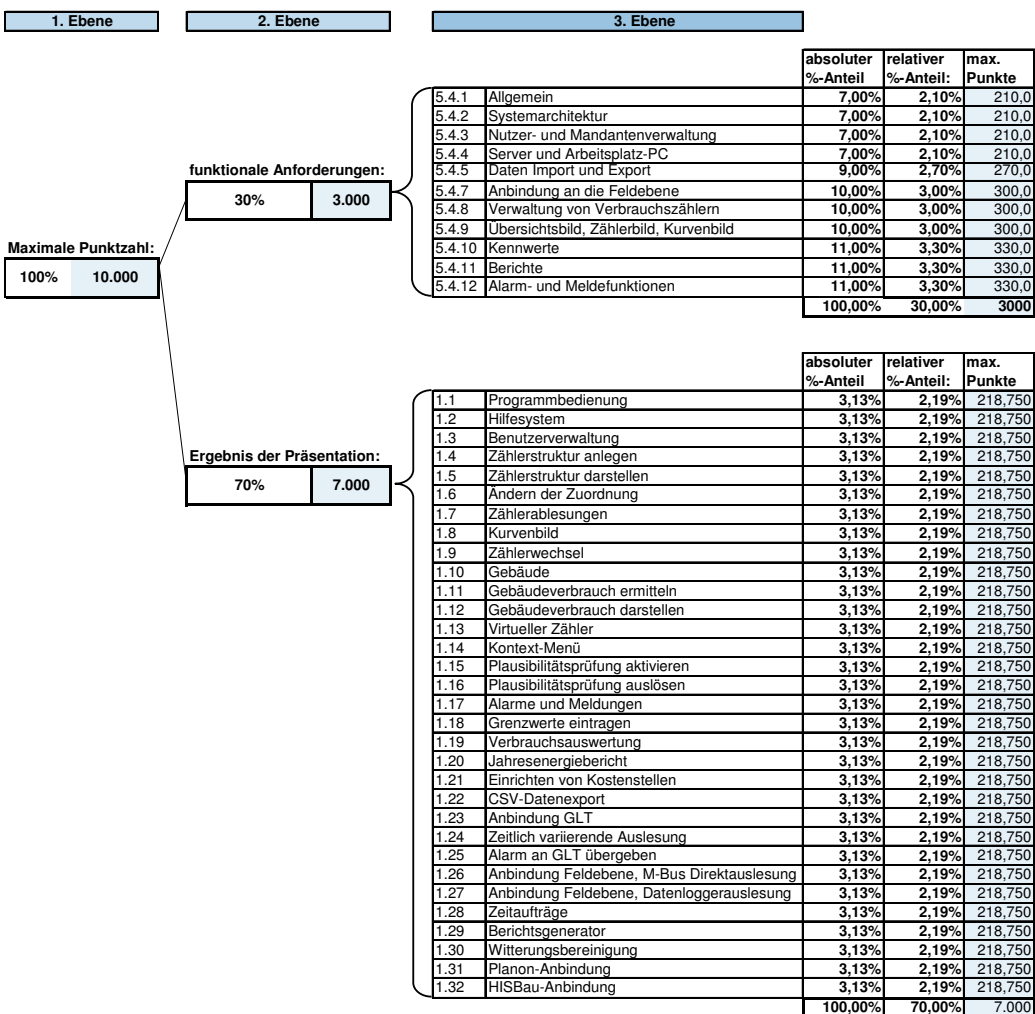 1. Ebene 2. Ebene 3. Ebene
absoluter relativer max.
%-Anteil %-Anteil: Punkte
5.4.1 Allgemein 7,00% 2,10% 210,0
5.4.2 Systemarchitektur 7,00% 2,10% 210,0
5.4.3 Nutzer- und Mandantenverwaltung 7,00% 2,10% 210,0
5.4.4 Server und Arbeitsplatz-PC 7,00% 2,10% 210,0
funktionale Anforderungen:
5.4.5 Daten Import und Export 9,00% 2,70% 270,0
5.4.7 Anbindung an die Feldebene 10,00% 3,00% 300,0
30% 3.000
5.4.8 Verwaltung von Verbrauchszählern 10,00% 3,00% 300,0
5.4.9 Übersichtsbild, Zählerbild, Kurvenbild 10,00% 3,00% 300,0
Maximale Punktzahl:
5.4.10 Kennwerte 11,00% 3,30% 330,0
5.4.11 Berichte 11,00% 3,30% 330,0
100% 10.000
5.4.12 Alarm- und Meldefunktionen 11,00% 3,30% 330,0
100,00% 30,00% 3000
absoluter relativer max.
%-Anteil %-Anteil: Punkte
1.1 Programmbedienung 3,13% 2,19% 218,750
1.2 Hilfesystem 3,13% 2,19% 218,750
1.3 Benutzerverwaltung 3,13% 2,19% 218,750
Ergebnis der Präsentation:
1.4 Zählerstruktur anlegen 3,13% 2,19% 218,750
1.5 Zählerstruktur darstellen 3,13% 2,19% 218,750
70% 7.000
1.6 Ändern der Zuordnung 3,13% 2,19% 218,750
1.7 Zählerablesungen 3,13% 2,19% 218,750
1.8 Kurvenbild 3,13% 2,19% 218,750
1.9 Zählerwechsel 3,13% 2,19% 218,750
1.10 Gebäude 3,13% 2,19% 218,750
1.11 Gebäudeverbrauch ermitteln 3,13% 2,19% 218,750
1.12 Gebäudeverbrauch darstellen 3,13% 2,19% 218,750
1.13 Virtueller Zähler 3,13% 2,19% 218,750
1.14 Kontext-Menü 3,13% 2,19% 218,750
1.15 Plausibilitätsprüfung aktivieren 3,13% 2,19% 218,750
1.16 Plausibilitätsprüfung auslösen 3,13% 2,19% 218,750
1.17 Alarme und Meldungen 3,13% 2,19% 218,750
1.18 Grenzwerte eintragen 3,13% 2,19% 218,750
1.19 Verbrauchsauswertung 3,13% 2,19% 218,750
1.20 Jahresenergiebericht 3,13% 2,19% 218,750
1.21 Einrichten von Kostenstellen 3,13% 2,19% 218,750
1.22 CSV-Datenexport 3,13% 2,19% 218,750
1.23 Anbindung GLT 3,13% 2,19% 218,750
1.24 Zeitlich variierende Auslesung 3,13% 2,19% 218,750
1.25 Alarm an GLT übergeben 3,13% 2,19% 218,750
1.26 Anbindung Feldebene, M-Bus Direktauslesung 3,13% 2,19% 218,750
1.27 Anbindung Feldebene, Datenloggerauslesung 3,13% 2,19% 218,750
1.28 Zeitaufträge 3,13% 2,19% 218,750
1.29 Berichtsgenerator 3,13% 2,19% 218,750
1.30 Witterungsbereinigung 3,13% 2,19% 218,750
1.31 Planon-Anbindung 3,13% 2,19% 218,750
1.32 HISBau-Anbindung 3,13% 2,19% 218,750
100,00% 70,00% 7.000